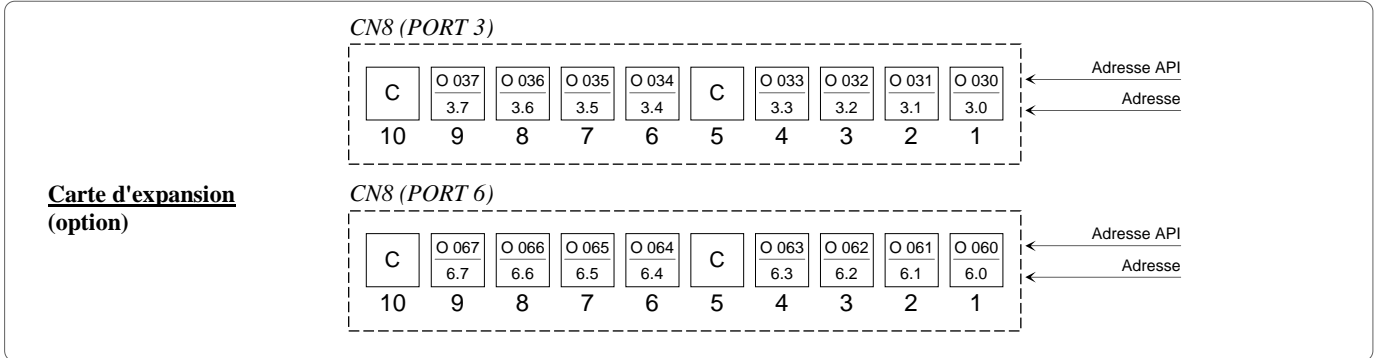 CN8 (PORT 3)
C O 037 O 036 O 035 O 034 C O 033 O 032 O 031 O 030 Adresse API
3.7 3.6 3.5 3.4 3.3 3.2 3.1 3.0 Adresse
10 9 8 7 6 5 4 3 2 1
Carte d'expansion
(option)
CN8 (PORT 6)
C O 067 O 066 O 065 O 064 C O 063 O 062 O 061 O 060 Adresse API
6.7 6.6 6.5 6.4 6.3 6.2 6.1 6.0 Adresse
10 9 8 7 6 5 4 3 2 1